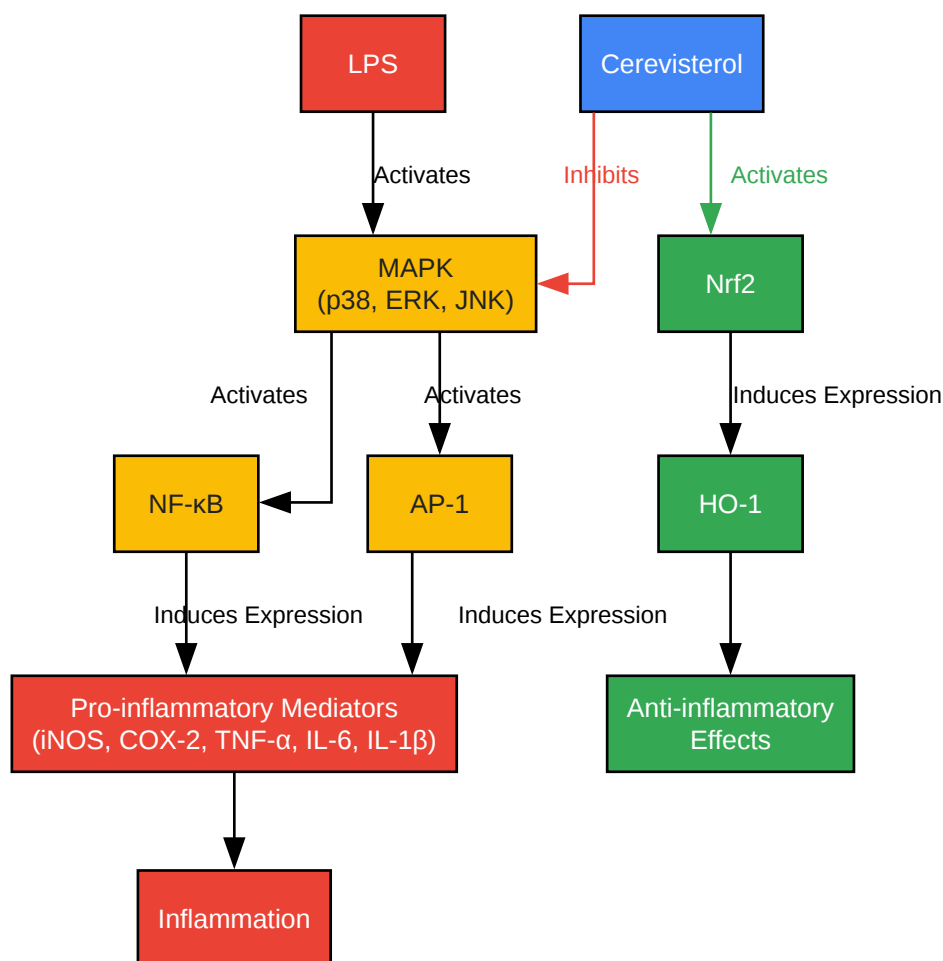 LPS
Cerevisterol
Activates
Inhibits
Activates
MAPK
(p38, ERK, JNK)
Nrf2
Activates
Activates
Induces Expression
NF-κB
AP-1
HO-1
Induces Expression
Induces Expression
Pro-inflammatory Mediators
(iNOS, COX-2, TNF-α, IL-6, IL-1β)
Anti-inflammatory
Effects
Inflammation